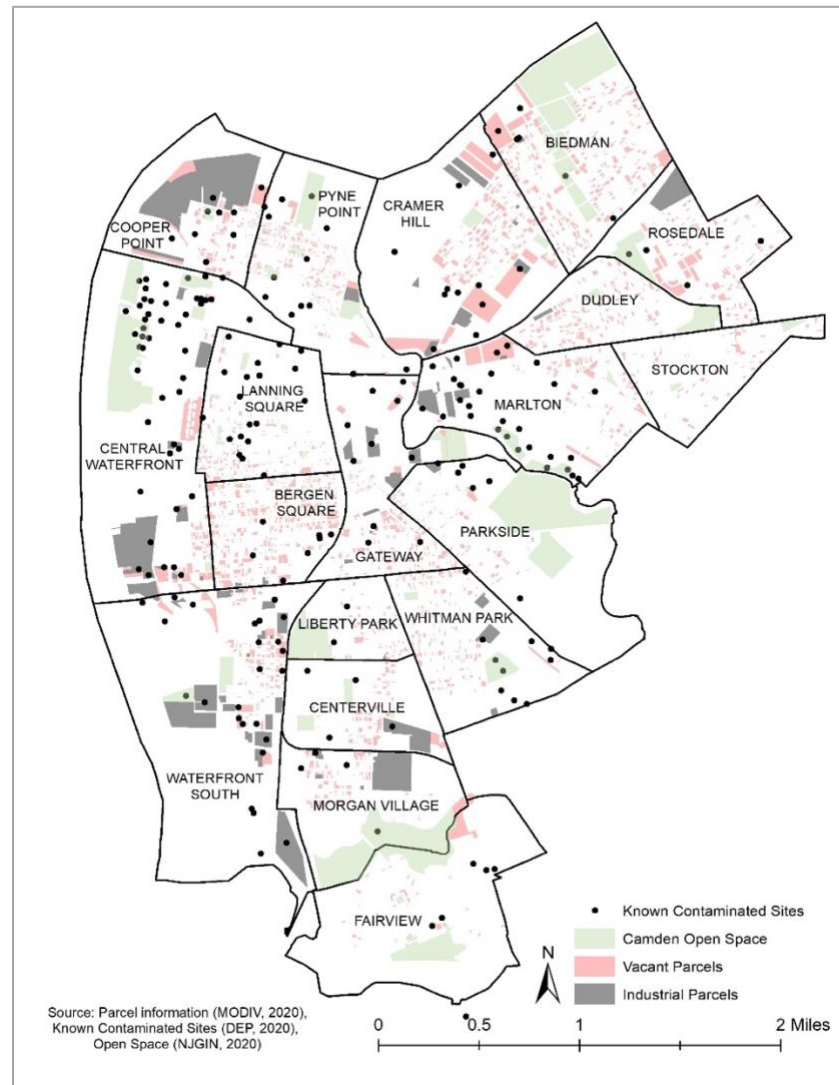 BIEDMAN
PYNE
POINT
CRAMER
HILL
COOPER
POINT
ROSEDALE
DUDLEY
STOCKTON
LANNING
SQUARE
MARLTON
CENTRAL
WATERFRONT
BERGEN
SQUARE
PARKSIDE
GATEWAY
LIBERTY PARK
WHITMAN PARK
CENTERVILLE
WATERFRONT
SOUTH
MORGAN VILLAGE
FAIRVIEW
Known Contaminated Sites
Camden Open Space
Vacant Parcels
Industrial Parcels
N
Source: Parcel information (MODIV, 2020),
Known Contaminated Sites (DEP, 2020),
Open Space (NJGIN, 2020)
0 0.5 1 2 Miles